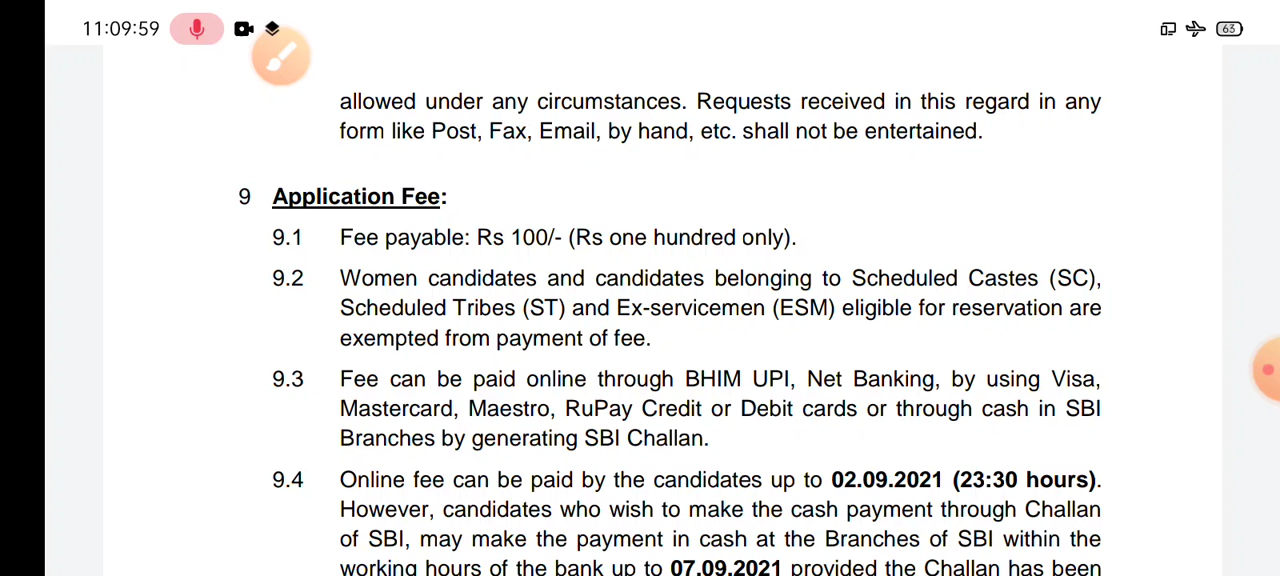 11:09:59
63
allowed under any circumstances. Requests received in this regard in any
form like Post, Fax, Email, by hand, etc. shall not be entertained.
9 Application Fee:
9.1 Fee payable: Rs 100/- (Rs one hundred only).
9.2 Women candidates and candidates belonging to Scheduled Castes (SC),
Scheduled Tribes (ST) and Ex-servicemen (ESM) eligible for reservation are
exempted from payment of fee.
9.3 Fee can be paid online through BHIM UPI, Net Banking, by using Visa,
Mastercard, Maestro, RuPay Credit or Debit cards or through cash in SBI
Branches by generating SBI Challan.
9.4 Online fee can be paid by the candidates up to 02.09.2021 (23:30 hours).
However, candidates who wish to make the cash payment through Challan
of SBI, may make the payment in cash at the Branches of SBI within the
working hours of the bank up to 07.09.2021 provided the Challan has been